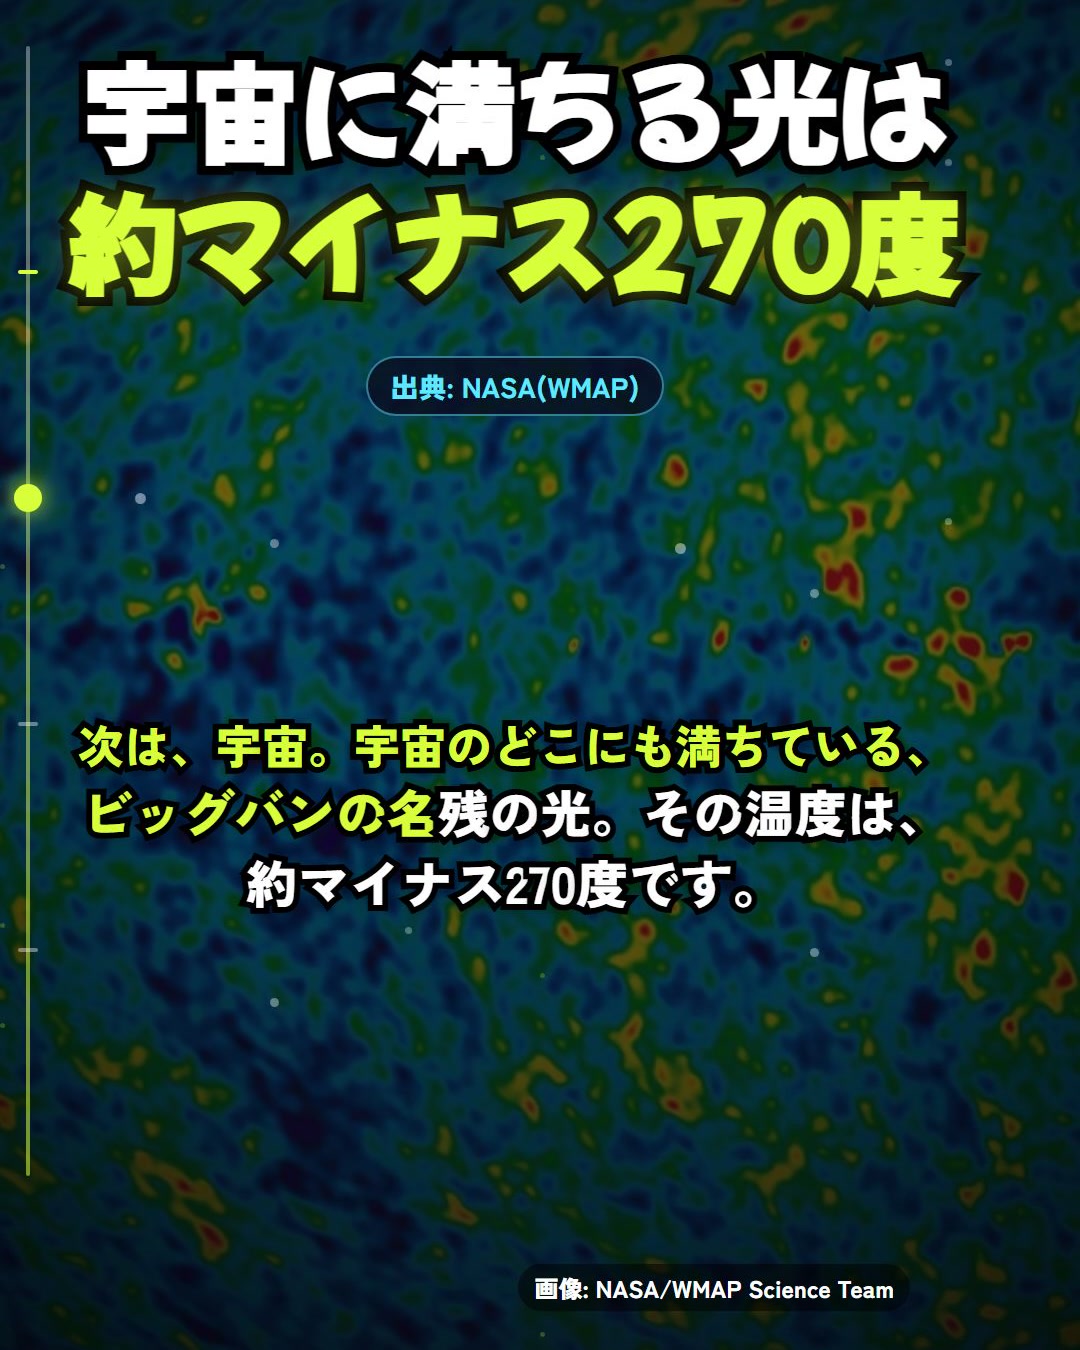 宇宙に満ちる光は
約マイナス270度
出典: NASA(WMAP)
次は、宇宙。宇宙のどこにも満ちている、
ビッグバンの名残の光。その温度は、
約マイナス270度です。
画像: NASA/WMAP Science Team